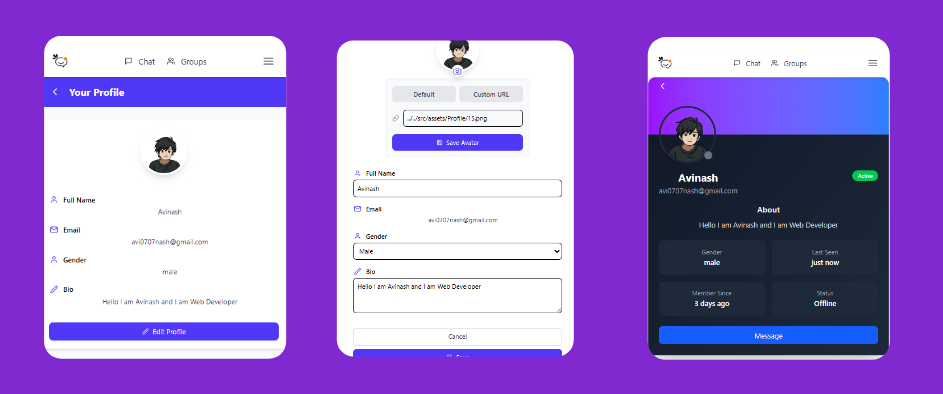 Chat Groups
Your Profile
Full Name
Avinash
Email
avi0707nash@gmail.com
Gender
male
Bio
Hello I am Avinash and I am Web Developer
Edit Profile
Default Custom URL
../../src/assets/Profile/15.png
Save Avatar
Full Name
Avinash
Email
avi0707nash@gmail.com
Gender
Male
Bio
Hello I am Avinash and I am Web Developer
Cancel
Chat Groups
Avinash
Active
avi0707nash@gmail.com
About
Hello I am Avinash and I am Web Developer
Gender Last Seen
male just now
Member Since Status
3 days ago Offline
Message